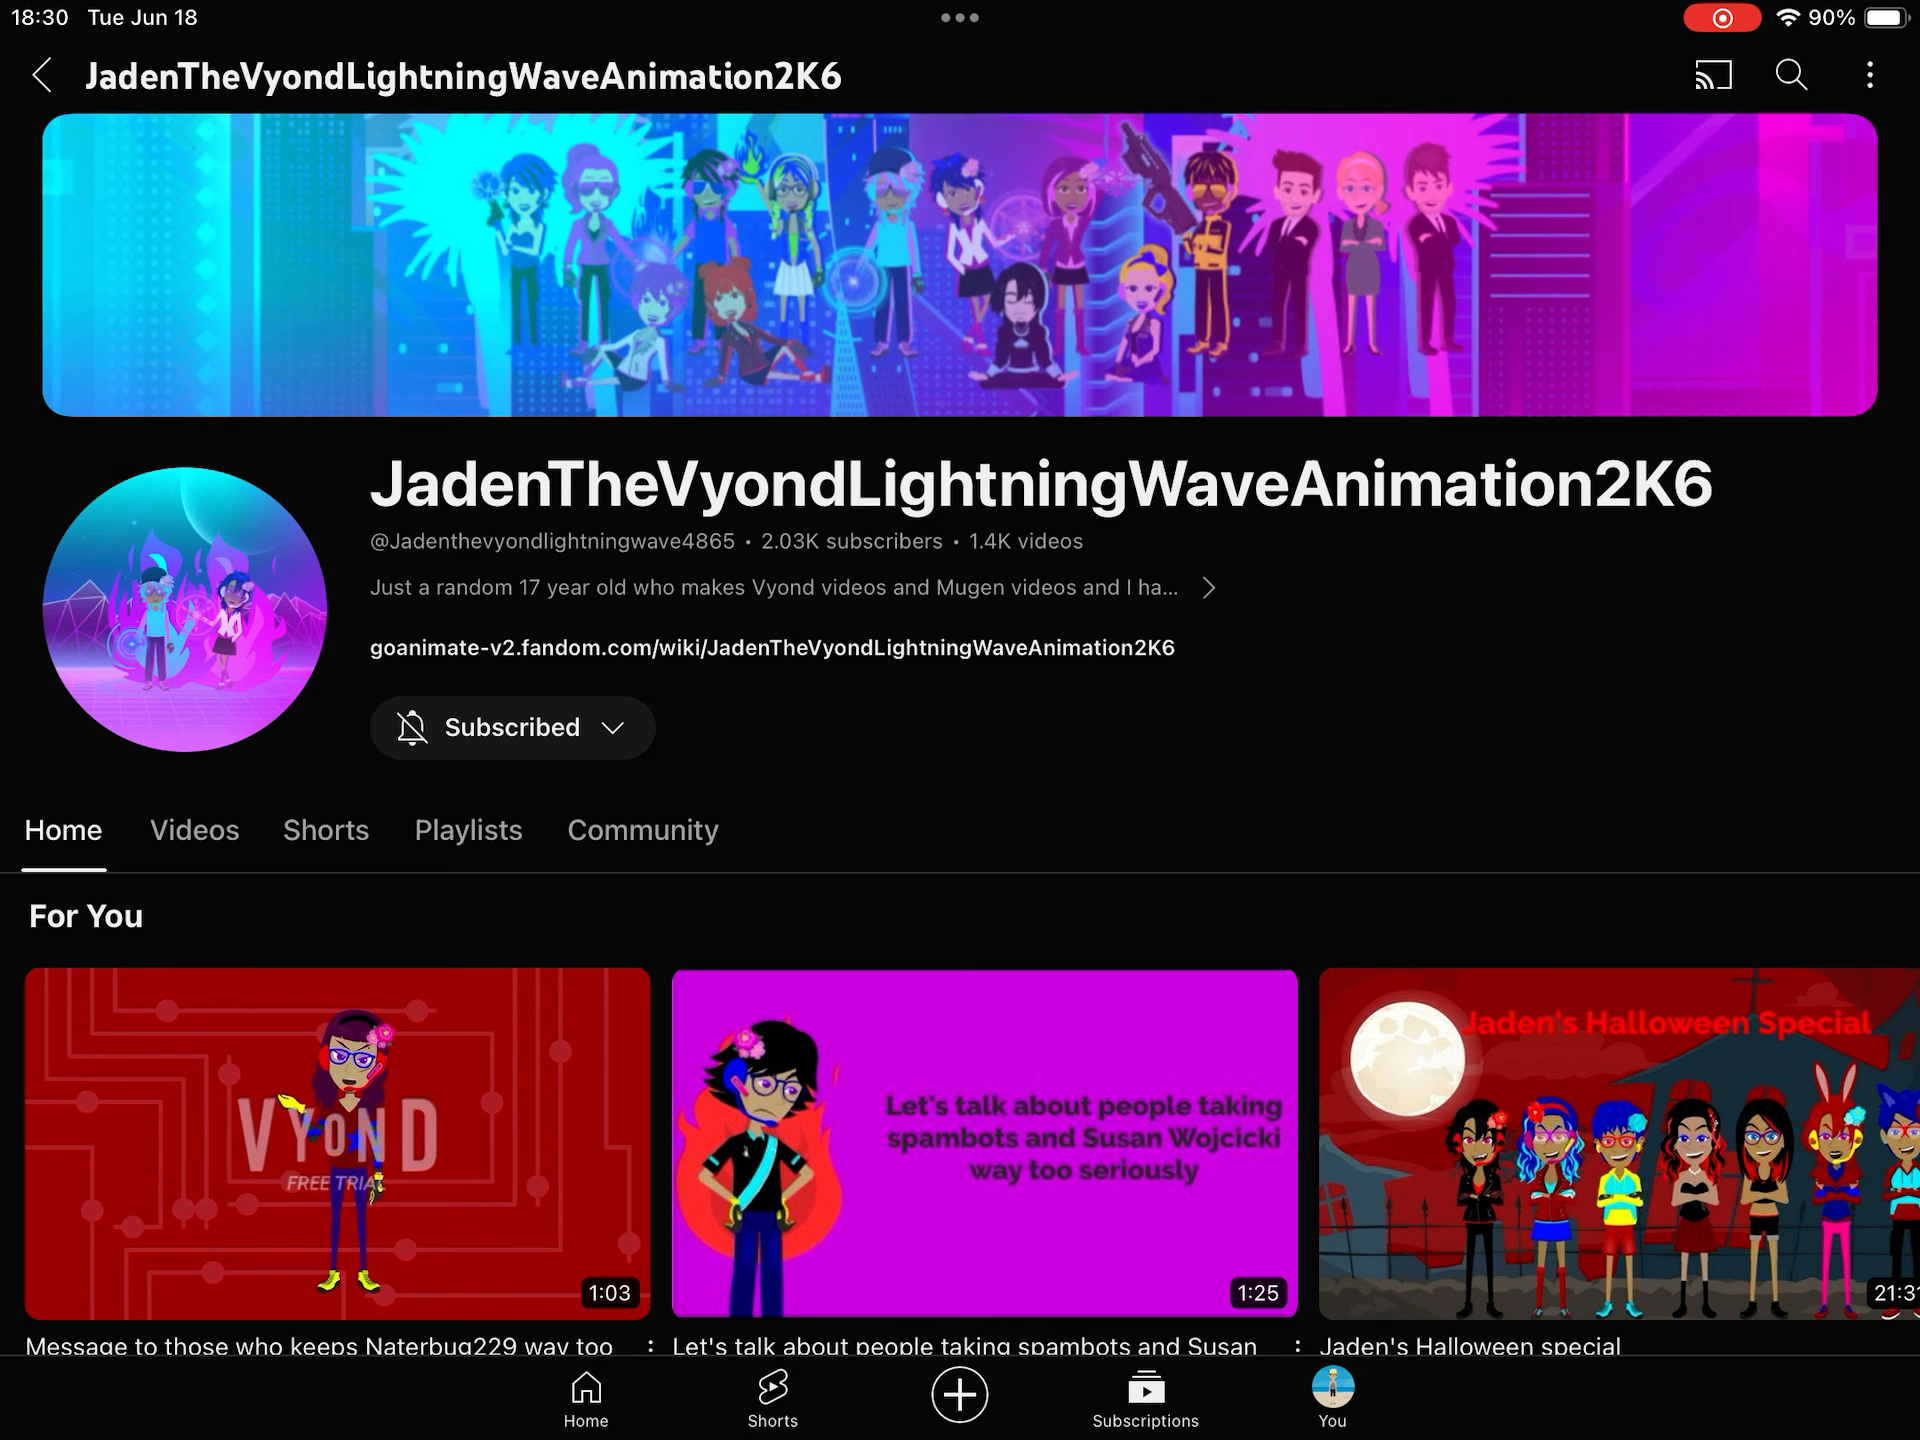 18:30 Tue Jun 18
90%
JadenTheVyondLightningWaveAnimation2K6
JadenTheVyondLightningWaveAnimation2K6
@Jadenthevyondlightningwave4865 • 2.03K subscribers • 1.4K videos
Just a random 17 year old who makes Vyond videos and Mugen videos and I ha...
goanimate-v2.fandom.com/wiki/JadenTheVyondLightningWaveAnimation2K6
Subscribed
Home Videos Shorts Playlists Community
For You
VYOND
FREE TRIA
1:03
Let's talk about people taking
spambots and Susan Wojcicki
way too seriously
1:25
Jaden's Halloween Special
21:31
Message to those who keeps Naterbug229 way too
Let's talk about people taking spambots and Susan
Jaden's Halloween special
Home
Shorts
Subscriptions
You